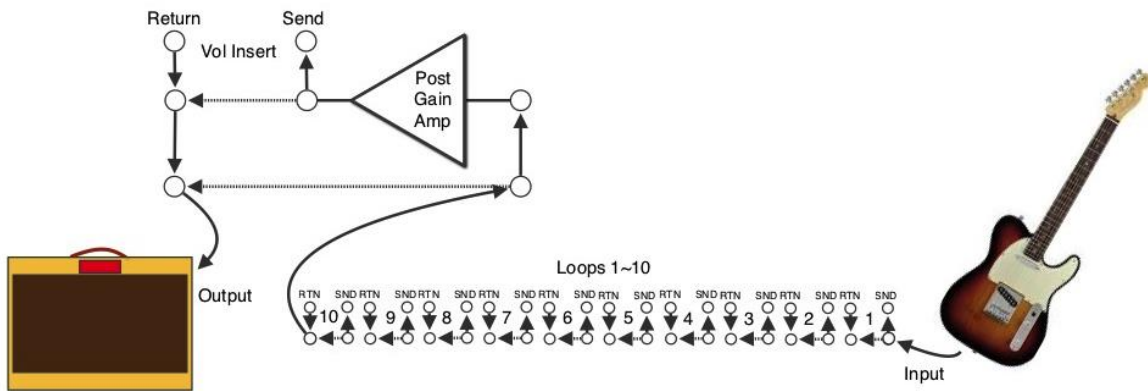 Return
Send
Vol Insert
Post
Gain
Amp
Loops 1~10
Output
RTN SND RTN SND RTN SND RTN SND RTN SND RTN SND RTN SND RTN SND RTN SND RTN SND
10 9 8 7 6 5 4 3 2 1
Input